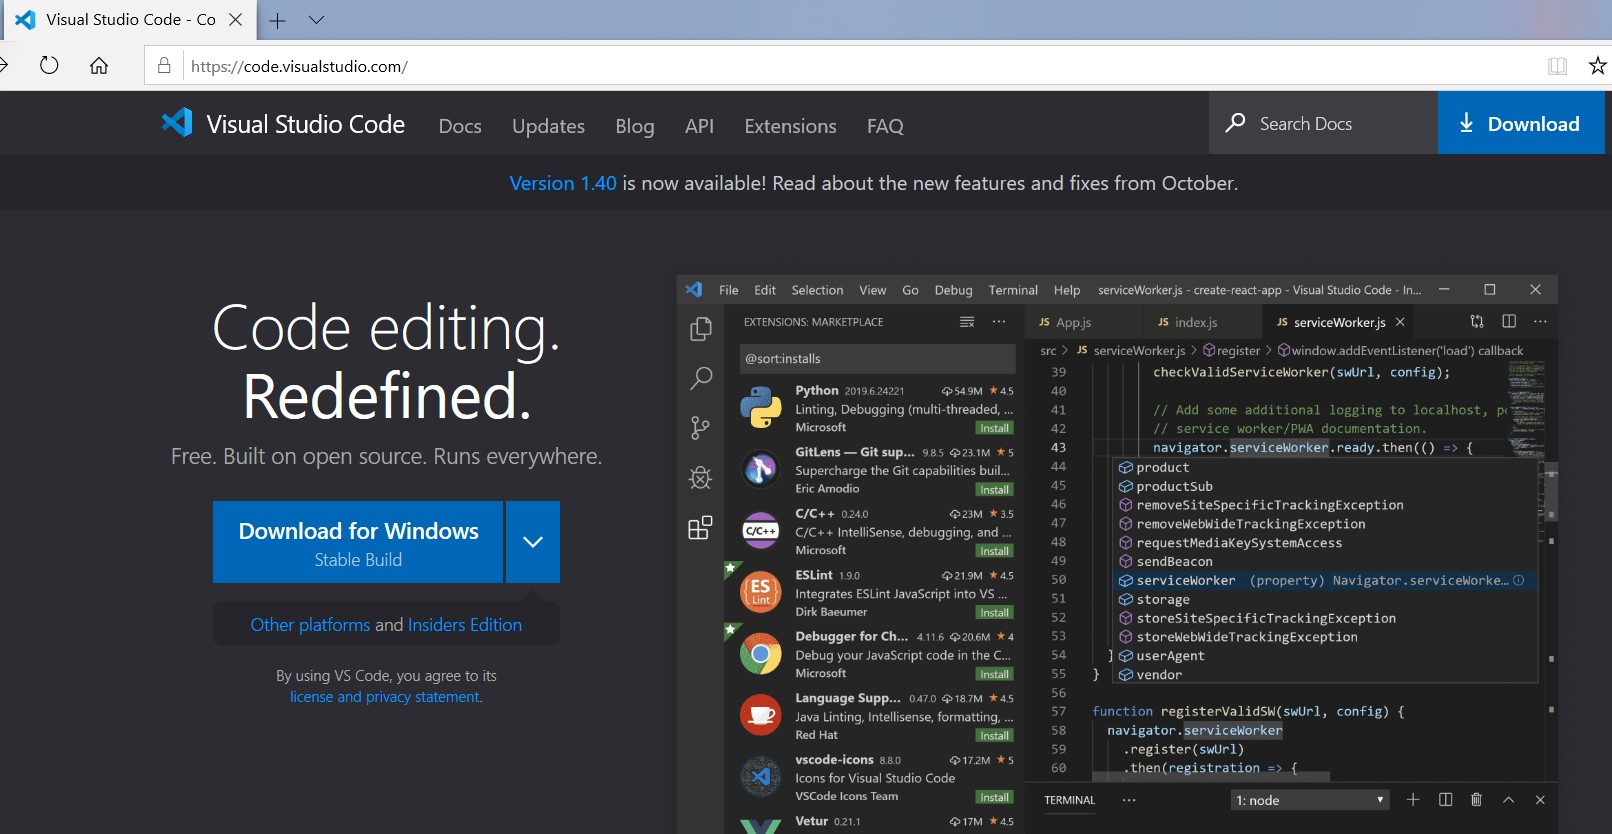 Visual Studio Code - Co
https://code.visualstudio.com/
Visual Studio Code Docs Updates Blog API Extensions FAQ Search Docs Download
Version 1.40 is now available! Read about the new features and fixes from October.
Code editing.
Redefined.
Free. Built on open source. Runs everywhere.
Download for Windows
Stable Build
Other platforms and Insiders Edition
By using VS Code, you agree to its
license and privacy statement.
File Edit Selection View Go Debug Terminal Help serviceWorker.js - create-react-app - Visual Studio Code - In...
EXTENSIONS: MARKETPLACE
@sort:installs
Python 2019.6.24221 54.9M ★ 4.5
Linting, Debugging (multi-threaded, ...
Microsoft Install
GitLens — Git sup... 9.8.5 23.1M ★ 5
Supercharge the Git capabilities buil...
Eric Amodio Install
C/C++
C/C++ 0.24.0 23M ★ 3.5
C/C++ IntelliSense, debugging, and ...
Microsoft Install
ES
Lint
ESLint 1.9.0 21.9M ★ 4.5
Integrates ESLint JavaScript into VS ...
Dirk Baeumer Install
Debugger for Ch... 4.11.6 20.6M ★ 4
Debug your JavaScript code in the C...
Microsoft Install
Language Supp... 0.47.0 18.7M ★ 4.5
Java Linting, Intellisense, formatting, ...
Red Hat Install
vscode-icons 8.8.0 17.2M ★ 5
Icons for Visual Studio Code
VSCode Icons Team Install
Vetur 0.21.1 17M ★ 4.5
JS App.js JS index.js JS serviceWorker.js
src > JS serviceWorker.js > register > window.addEventListener('load') callback
39 checkValidServiceWorker(swUrl, config);
40
41 // Add some additional logging to localhost, po
42 // service worker/PWA documentation.
43 navigator.serviceWorker.ready.then(() => {
44 product
45 productSub
46 removeSiteSpecificTrackingException
47 removeWebWideTrackingException
48 requestMediaKeySystemAccess
49 sendBeacon
50 serviceWorker (property) Navigator.serviceWorke...
51 storage
52 storeSiteSpecificTrackingException
53 storeWebWideTrackingException
54 } userAgent
55 } vendor
56
57 function registerValidSW(swUrl, config) {
58 navigator.serviceWorker
59 .register(swUrl)
60 .then(registration => {
TERMINAL ... 1: node